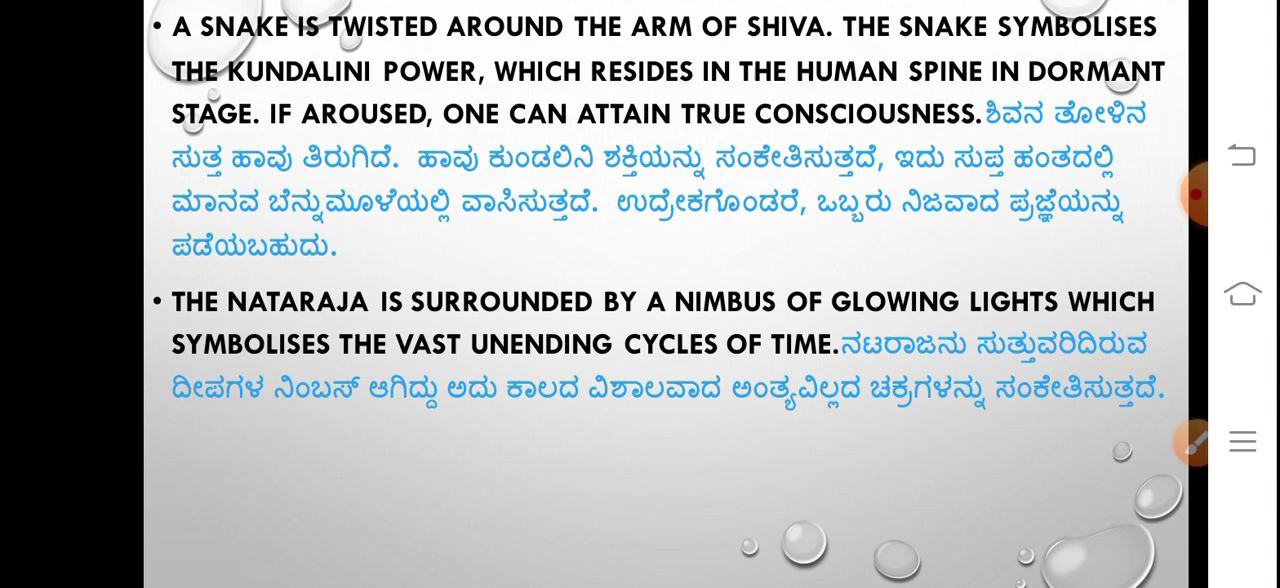 • A SNAKE IS TWISTED AROUND THE ARM OF SHIVA. THE SNAKE SYMBOLISES
THE KUNDALINI POWER, WHICH RESIDES IN THE HUMAN SPINE IN DORMANT
STAGE. IF AROUSED, ONE CAN ATTAIN TRUE CONSCIOUSNESS.ಶಿವನ ತೋಳಿನ
ಸುತ್ತ ಹಾವು ತಿರುಗಿದೆ. ಹಾವು ಕುಂಡಲಿನಿ ಶಕ್ತಿಯನ್ನು ಸಂಕೇತಿಸುತ್ತದೆ, ಇದು ಸುಪ್ತ ಹಂತದಲ್ಲಿ
ಮಾನವ ಬೆನ್ನುಮೂಳೆಯಲ್ಲಿ ವಾಸಿಸುತ್ತದೆ. ಉದ್ರೇಕಗೊಂಡರೆ, ಒಬ್ಬರು ನಿಜವಾದ ಪ್ರಜ್ಞೆಯನ್ನು
ಪಡೆಯಬಹುದು.
• THE NATARAJA IS SURROUNDED BY A NIMBUS OF GLOWING LIGHTS WHICH
SYMBOLISES THE VAST UNENDING CYCLES OF TIME.ನಟರಾಜನು ಸುತ್ತುವರಿದಿರುವ
ದೀಪಗಳ ನಿಂಬಸ್ ಆಗಿದ್ದು ಅದು ಕಾಲದ ವಿಶಾಲವಾದ ಅಂತ್ಯವಿಲ್ಲದ ಚಕ್ರಗಳನ್ನು ಸಂಕೇತಿಸುತ್ತದೆ.